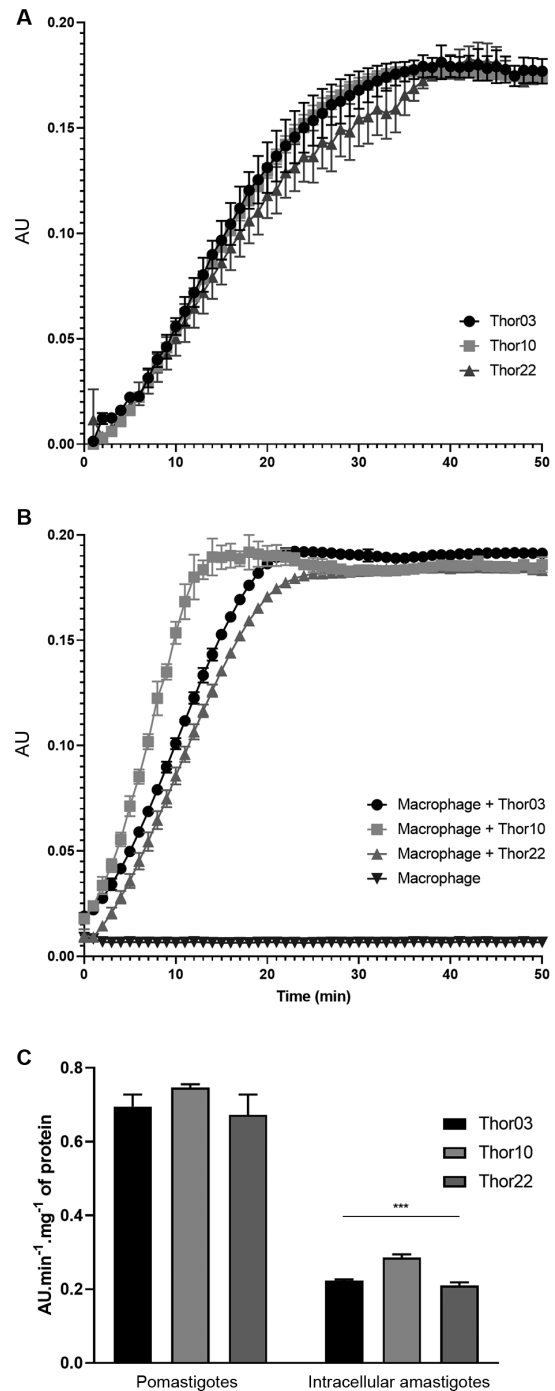 A
0.20
0.15
0.10
0.05
0.00
AU
Thor03
Thor10
Thor22
0
10
20
30
40
50
B
0.20
0.15
0.10
0.05
0.00
AU
Macrophage + Thor03
Macrophage + Thor10
Macrophage + Thor22
Macrophage
0
10
20
30
40
50
Time (min)
C
0.8
0.6
0.4
0.2
0.0
AU.min⁻¹.mg⁻¹ of protein
Thor03
Thor10
Thor22
***
Pomastigotes
Intracellular amastigotes